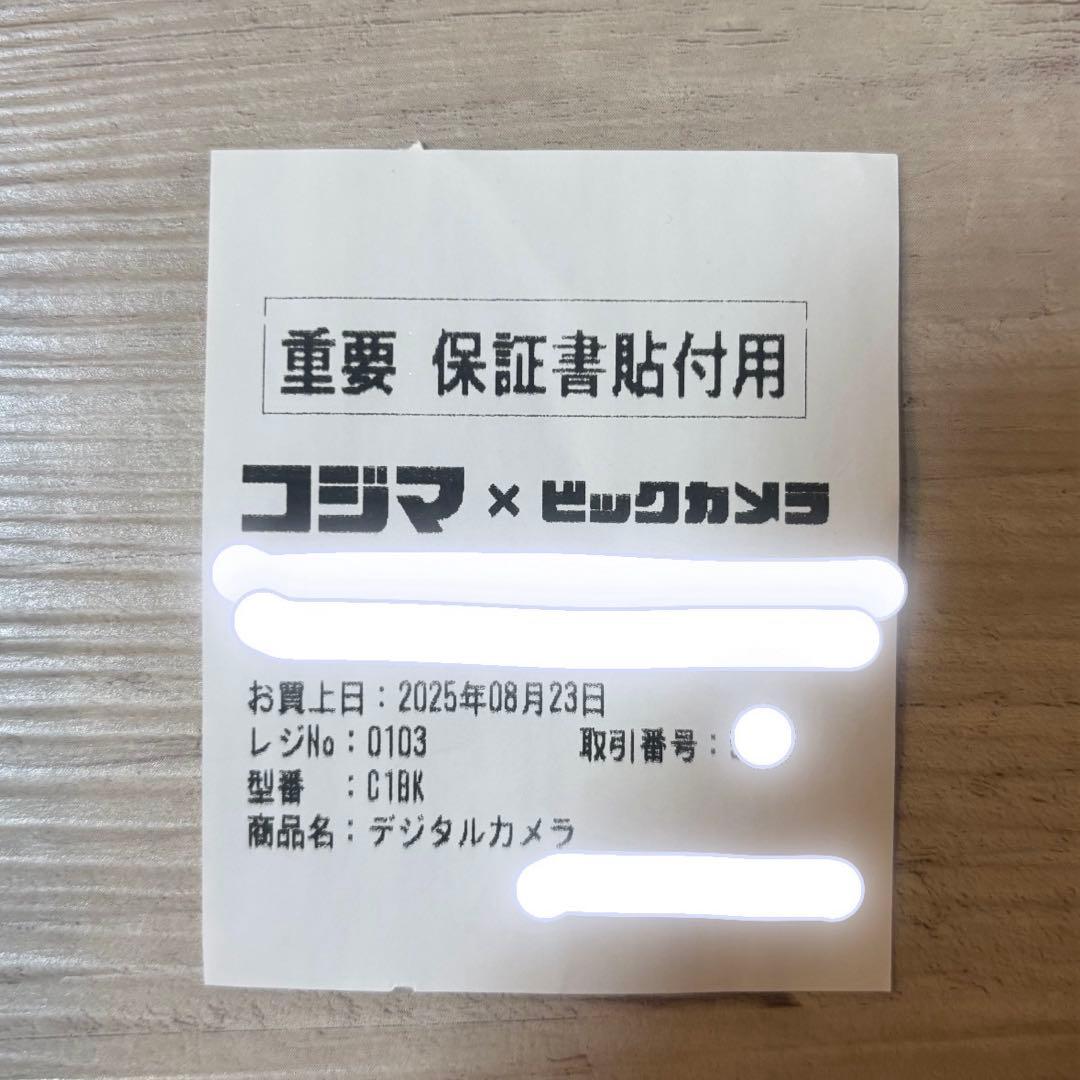 重要 保証書貼付用
コジマ×ビックカメラ
お買上日：2025年08月23日
レジNo：0103 取引番号：
型番 ：C1BK
商品名：デジタルカメラ